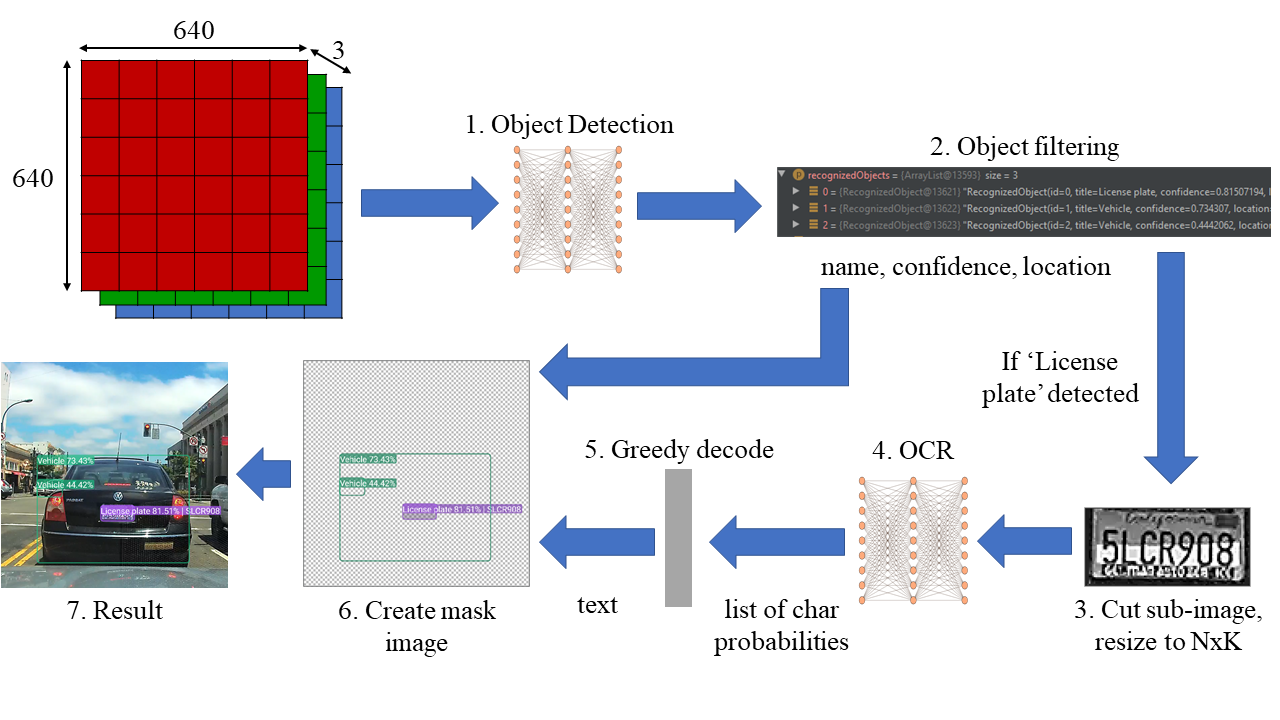 640
3
640
1. Object Detection
2. Object filtering
recognizedObjects = {ArrayList@13593} size = 3
0 = {RecognizedObject@13621} "RecognizedObject(id=0, title=License plate, confidence=0.81507194, l
1 = {RecognizedObject@13622} "RecognizedObject(id=1, title=Vehicle, confidence=0.734307, location:
2 = {RecognizedObject@13623} "RecognizedObject(id=2, title=Vehicle, confidence=0.4442062, location
name, confidence, location
If ‘License
plate’ detected
5LCR908
3. Cut sub-image,
resize to NxK
4. OCR
list of char
probabilities
5. Greedy decode
text
Vehicle 73.43%
Vehicle 44.42%
License plate 81.51% | SLCR908
6. Create mask
image
Vehicle 73.43%
Vehicle 44.42%
License plate 81.51% | SLCR908
7. Result